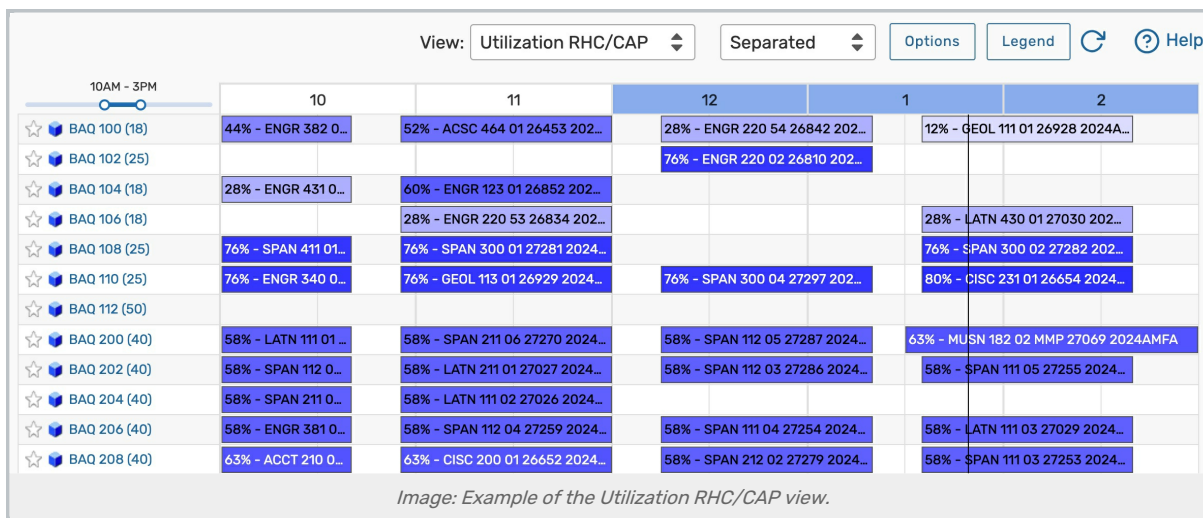 View: Utilization RHC/CAP Separated Options Legend Help
10AM - 3PM
10 11 12 1 2
BAQ 100 (18) 44% - ENGR 382 0... 52% - ACSC 464 01 26453 202... 28% - ENGR 220 54 26842 202... 12% - GEOL 111 01 26928 2024A...
BAQ 102 (25) 76% - ENGR 220 02 26810 202...
BAQ 104 (18) 28% - ENGR 431 0... 60% - ENGR 123 01 26852 202...
BAQ 106 (18) 28% - ENGR 220 53 26834 202... 28% - LATN 430 01 27030 202...
BAQ 108 (25) 76% - SPAN 411 01... 76% - SPAN 300 01 27281 2024... 76% - SPAN 300 02 27282 202...
BAQ 110 (25) 76% - ENGR 340 0... 76% - GEOL 113 01 26929 2024... 76% - SPAN 300 04 27297 202... 80% - CISC 231 01 26654 2024...
BAQ 112 (50)
BAQ 200 (40) 58% - LATN 111 01 ... 58% - SPAN 211 06 27270 2024... 58% - SPAN 112 05 27287 2024... 63% - MUSN 182 02 MMP 27069 2024AMFA
BAQ 202 (40) 58% - SPAN 112 0... 58% - LATN 211 01 27027 2024... 58% - SPAN 112 03 27286 2024... 58% - SPAN 111 05 27255 2024...
BAQ 204 (40) 58% - SPAN 211 0... 58% - LATN 111 02 27026 2024...
BAQ 206 (40) 58% - ENGR 381 0... 58% - SPAN 112 04 27259 2024... 58% - SPAN 111 04 27254 2024... 58% - LATN 111 03 27029 2024...
BAQ 208 (40) 63% - ACCT 210 0... 63% - CISC 200 01 26652 2024... 58% - SPAN 212 02 27279 2024... 58% - SPAN 111 03 27253 2024...
Image: Example of the Utilization RHC/CAP view.